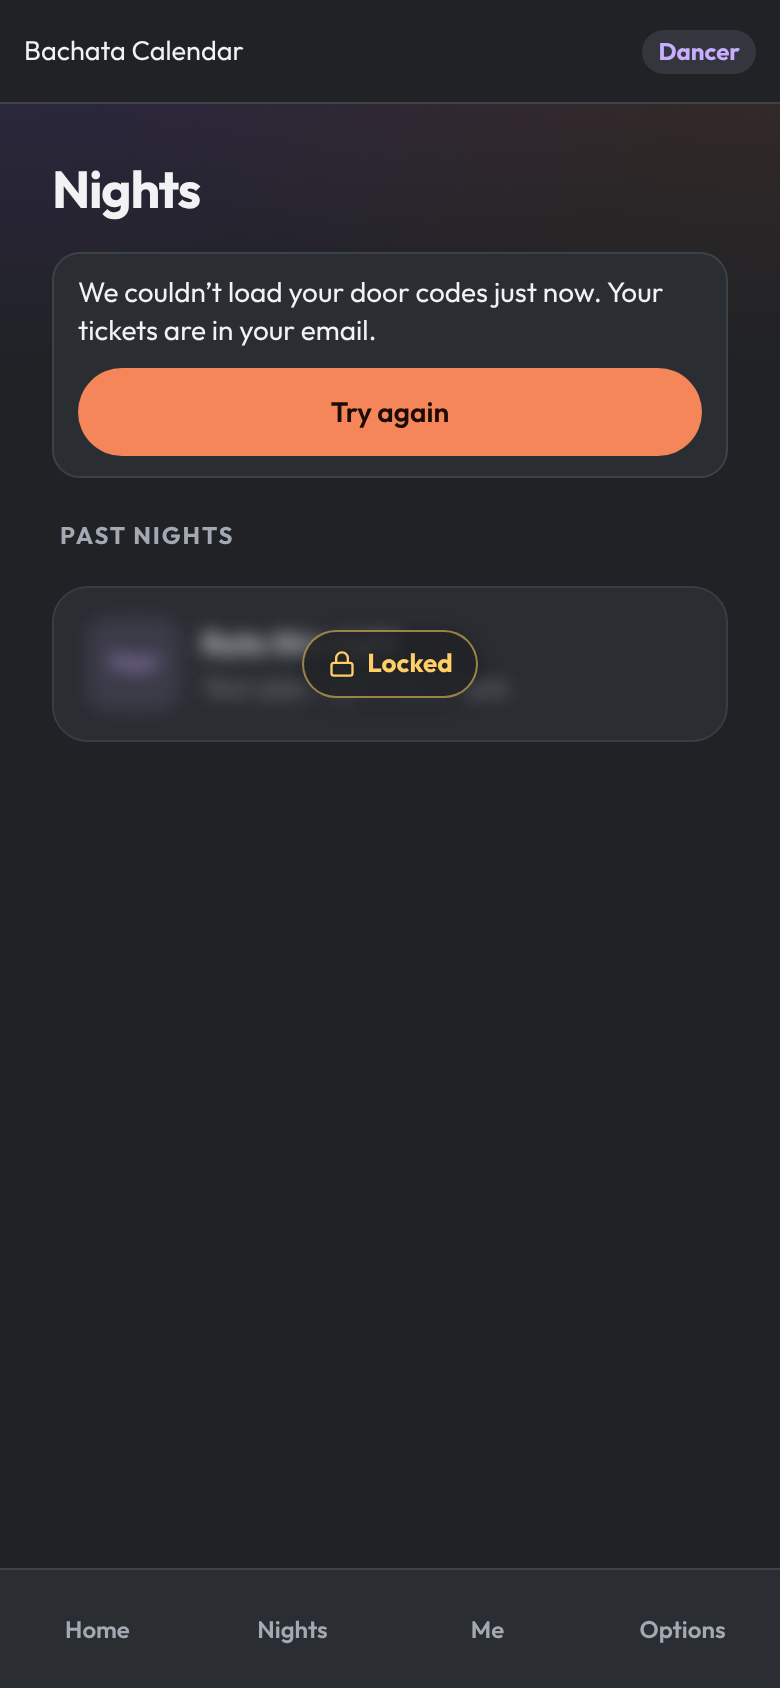 Bachata Calendar
Dancer
Nights
We couldn’t load your door codes just now. Your
tickets are in your email.
Try again
PAST NIGHTS
Locked
Home
Nights
Me
Options